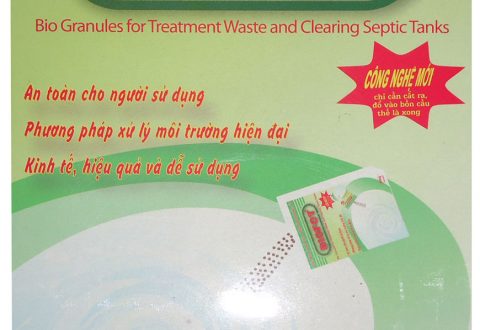 Bio Granules for Treatment Waste and Clearing Septic Tanks
CÔNG NGHỆ MỚI
chỉ cần cắt ra,
đổ vào bồn cầu
thế là xong
An toàn cho người sử dụng
Phương pháp xử lý môi trường hiện đại
Kinh tế, hiệu quả và dễ sử dụng